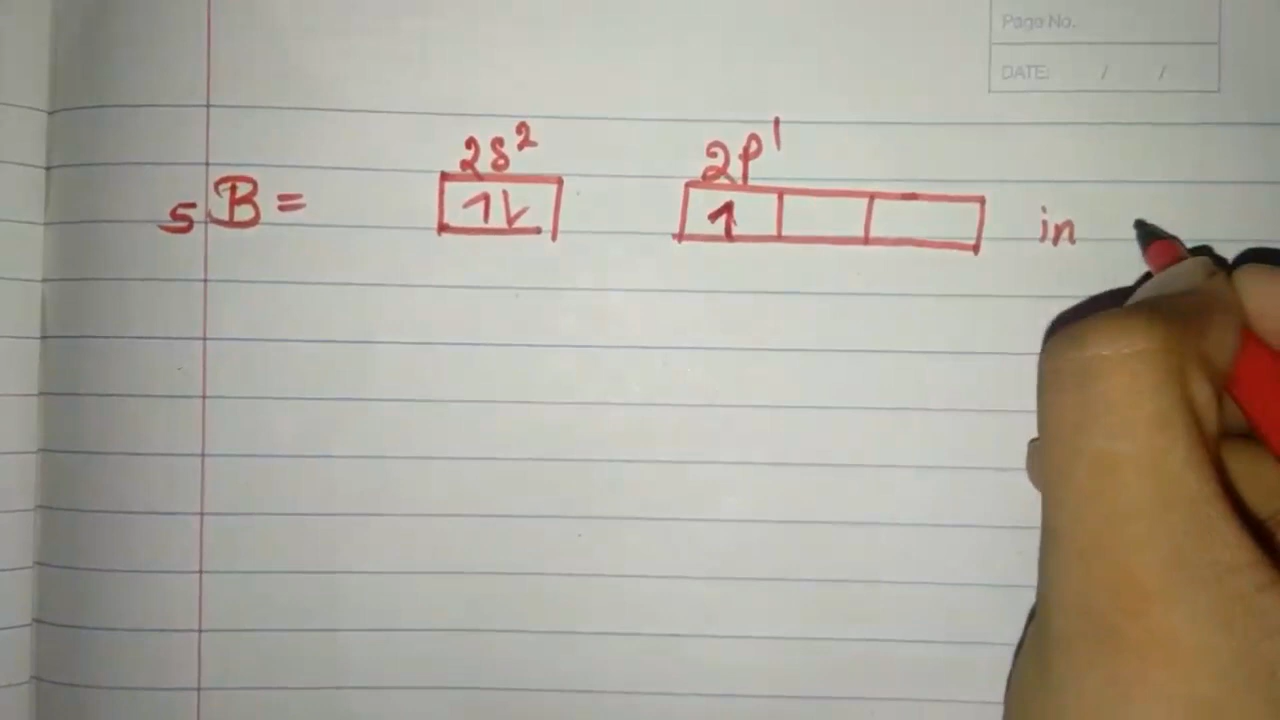 Page No.
DATE: / /
2s² 2p¹
₅B = ↑↓ ↑ in